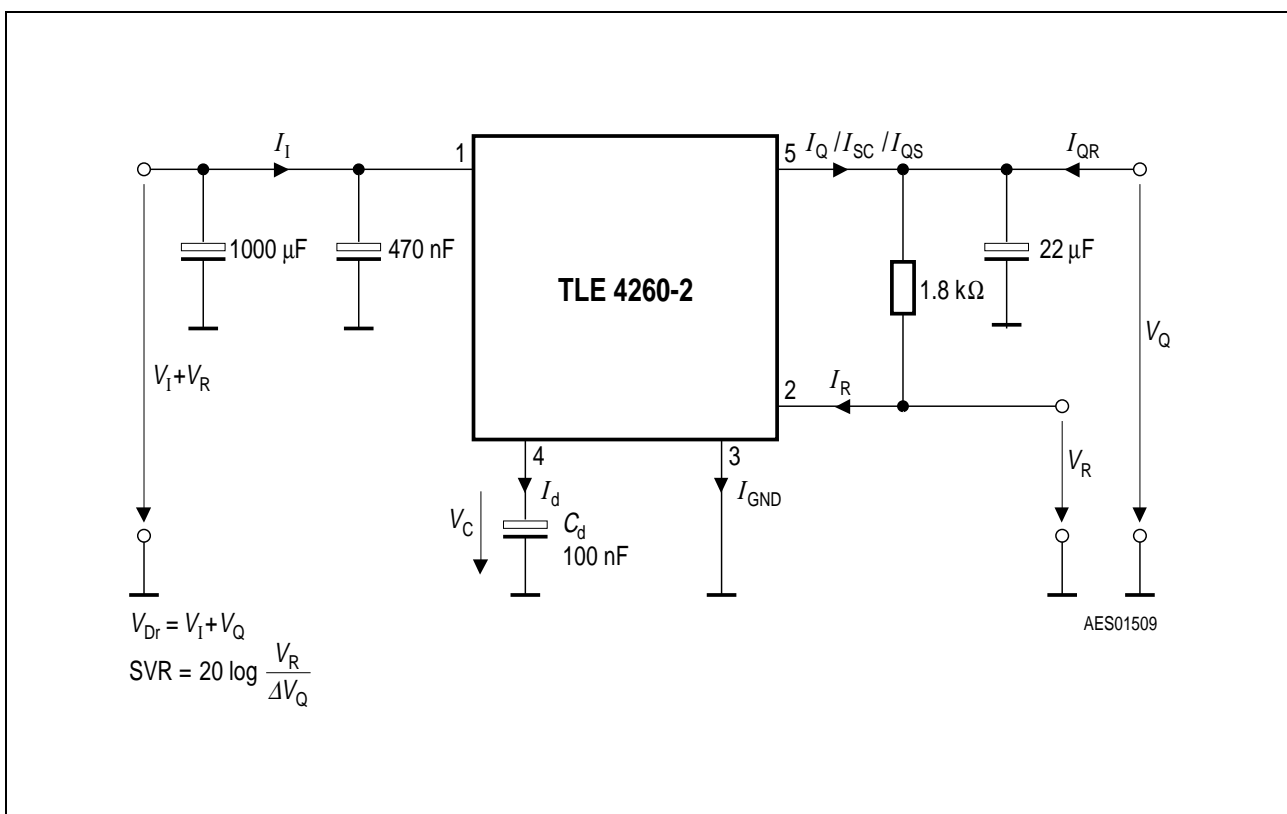 I_I
1
5
I_Q /I_SC /I_QS
I_QR
1000 µF
470 nF
TLE 4260-2
1.8 kΩ
22 µF
V_I+V_R
V_Q
2
I_R
4
3
V_R
V_C
I_d
I_GND
C_d
100 nF
V_Dr = V_I+V_Q
AES01509
SVR = 20 log V_R / ΔV_Q